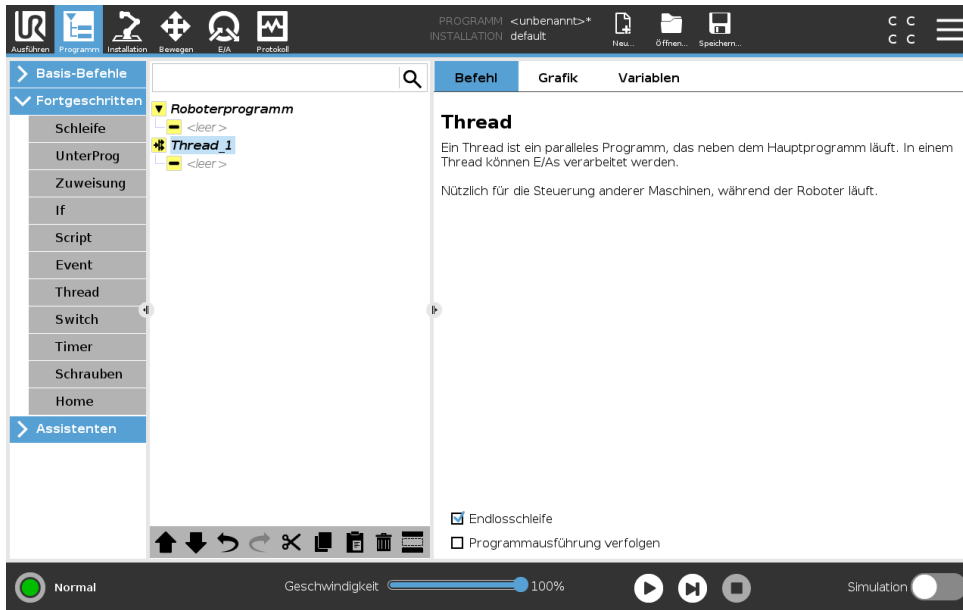 UR
Ausführen
Programm
Installation
Bewegen
E/A
Protokoll
PROGRAMM <unbenannt>*
INSTALLATION default
Neu...
Öffnen...
Speichern...
C C
C C
Basis-Befehle
Fortgeschritten
Schleife
UnterProg
Zuweisung
If
Script
Event
Thread
Switch
Timer
Schrauben
Home
Assistenten
Roboterprogramm
<leer>
Thread_1
<leer>
Befehl Grafik Variablen
Thread
Ein Thread ist ein paralleles Programm, das neben dem Hauptprogramm läuft. In einem
Thread können E/As verarbeitet werden.
Nützlich für die Steuerung anderer Maschinen, während der Roboter läuft.
Endlosschleife
Programmausführung verfolgen
Normal
Geschwindigkeit 100%
Simulation